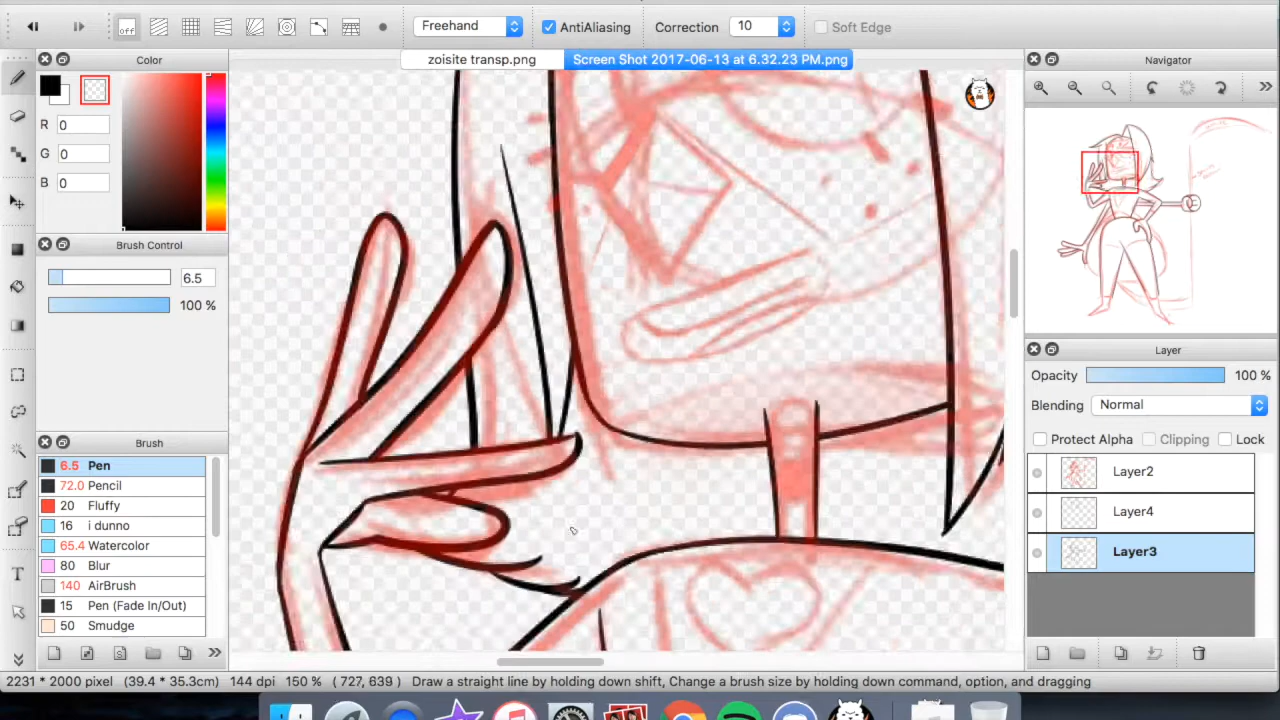 off Freehand AntiAliasing Correction 10 Soft Edge
zoisite transp.png Screen Shot 2017-06-13 at 6.32.23 PM.png
Color
R 0
G 0
B 0
Brush Control
6.5
100 %
Brush
6.5 Pen
72.0 Pencil
20 Fluffy
16 i dunno
65.4 Watercolor
80 Blur
140 AirBrush
15 Pen (Fade In/Out)
50 Smudge
T
Navigator
Layer
Opacity 100 %
Blending Normal
Protect Alpha Clipping Lock
Layer2
Layer4
Layer3
2231 * 2000 pixel (39.4 * 35.3cm) 144 dpi 150 % ( 727, 639 ) Draw a straight line by holding down shift, Change a brush size by holding down command, option, and dragging